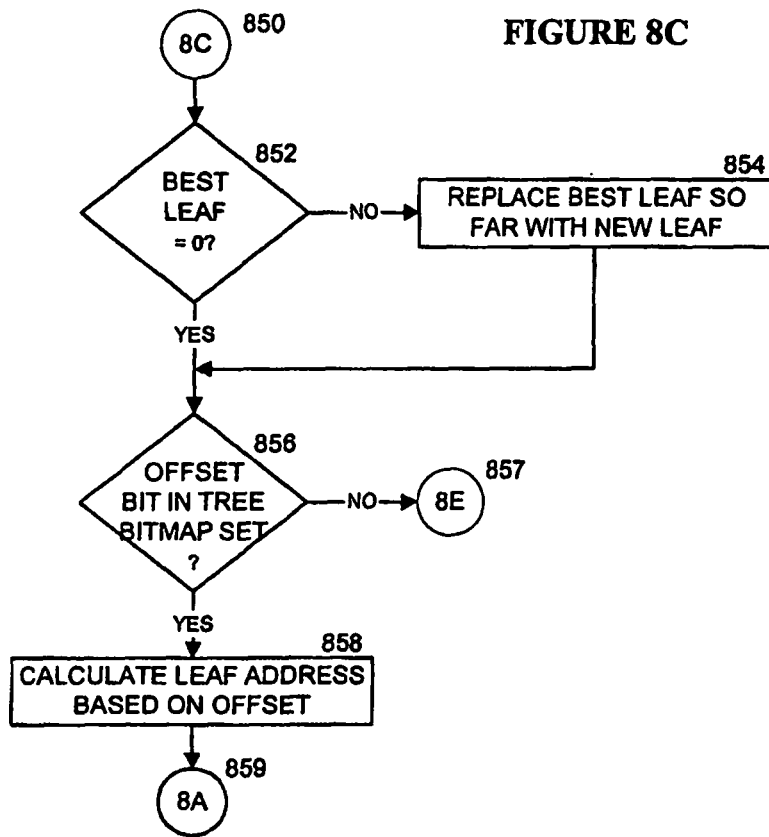 FIGURE 8C
8C
850
BEST
LEAF
= 0?
852
NO
854
REPLACE BEST LEAF SO
FAR WITH NEW LEAF
YES
856
OFFSET
BIT IN TREE
BITMAP SET
?
NO
857
8E
YES
858
CALCULATE LEAF ADDRESS
BASED ON OFFSET
859
8A